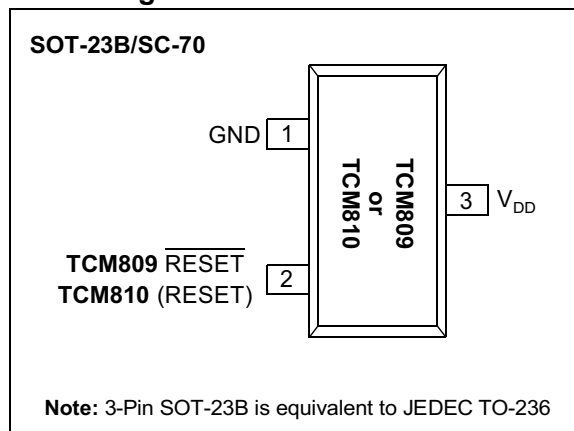 SOT-23B/SC-70
GND 1
TCM809
or
TCM810
3 VDD
TCM809 RESET
TCM810 (RESET)
2
Note: 3-Pin SOT-23B is equivalent to JEDEC TO-236